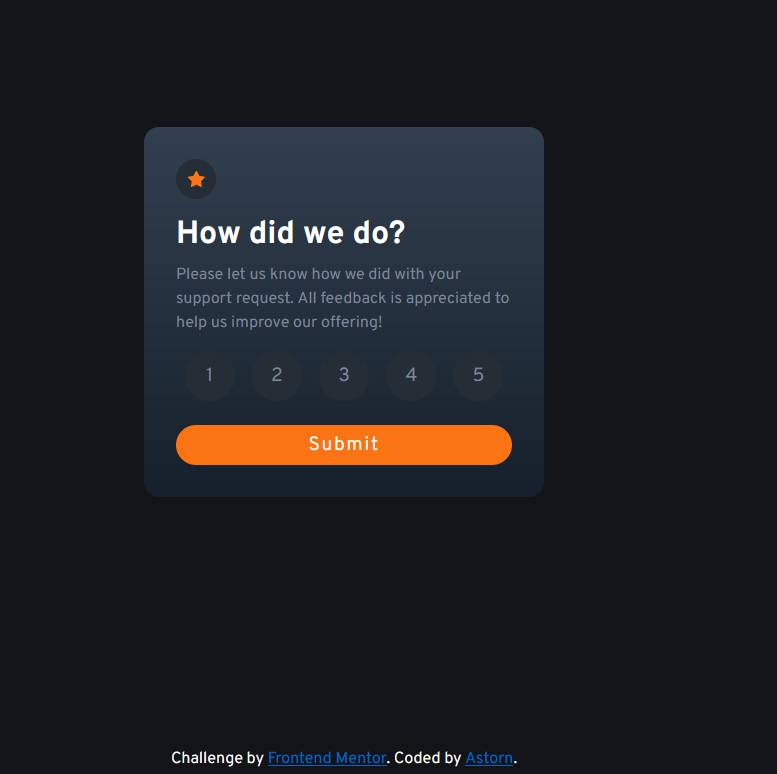 How did we do?
Please let us know how we did with your
support request. All feedback is appreciated to
help us improve our offering!
1 2 3 4 5
Submit
Challenge by Frontend Mentor. Coded by Astorn.